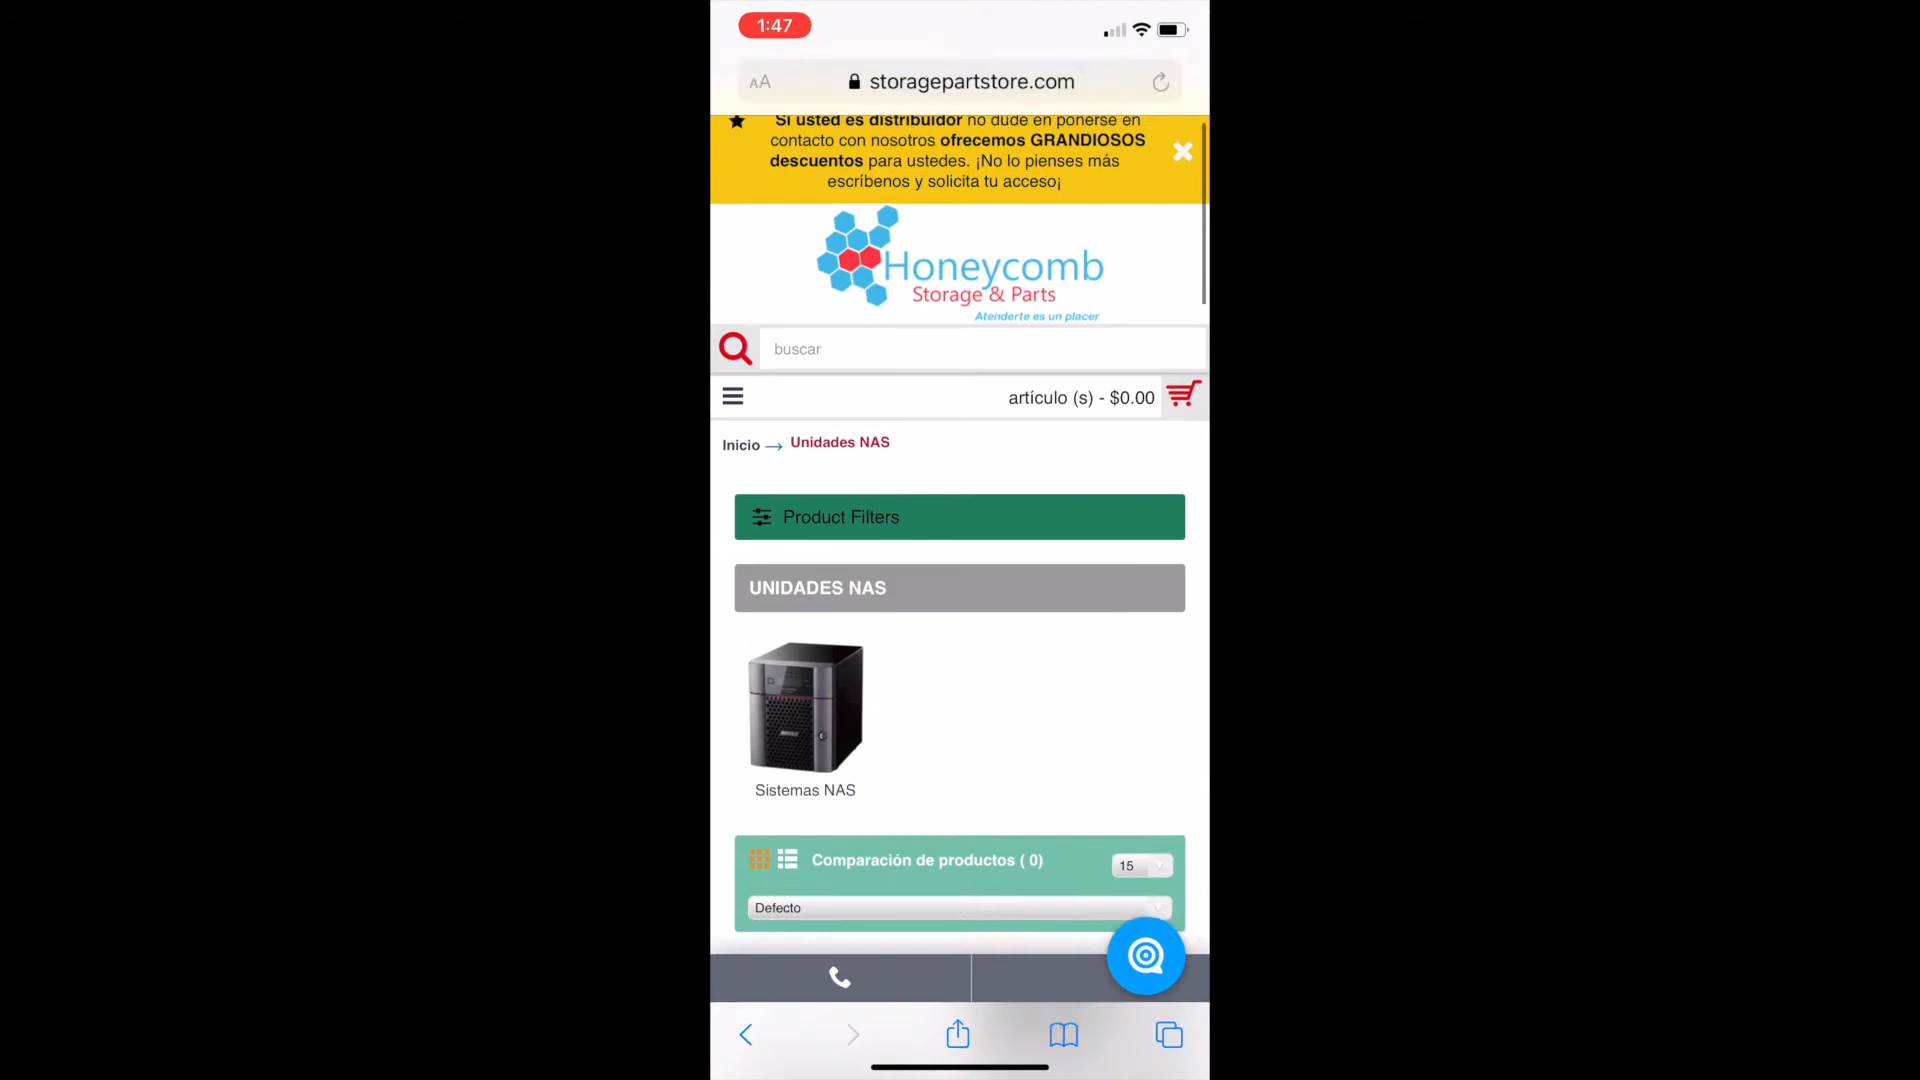 1:47
AA storagepartstore.com
Si usted es distribuidor no dude en ponerse en
contacto con nosotros ofrecemos GRANDIOSOS
descuentos para ustedes. ¡No lo pienses más
escríbenos y solicita tu acceso¡
Honeycomb
Storage & Parts
Atenderte es un placer
buscar
artículo (s) - $0.00
Inicio → Unidades NAS
Product Filters
UNIDADES NAS
Sistemas NAS
Comparación de productos ( 0)
15
Defecto